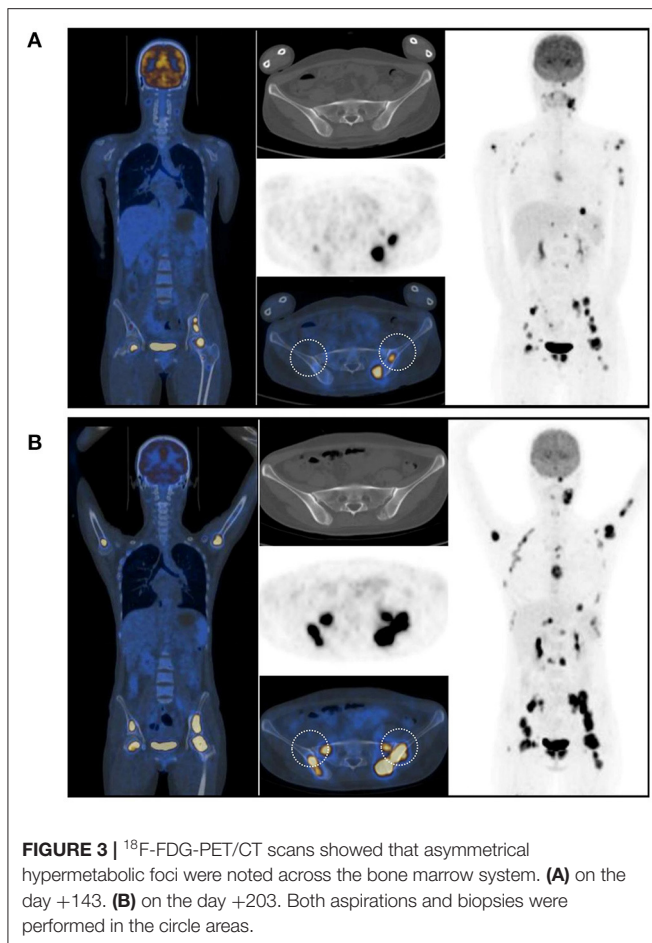 A
B
FIGURE 3 | 18F-FDG-PET/CT scans showed that asymmetrical
hypermetabolic foci were noted across the bone marrow system. (A) on the
day +143. (B) on the day +203. Both aspirations and biopsies were
performed in the circle areas.